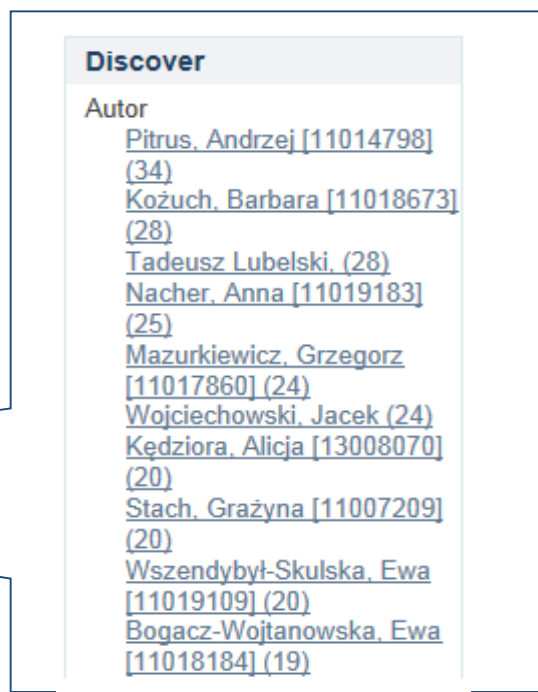 Discover
Autor
Pitrus, Andrzej [11014798]
(34)
Kożuch, Barbara [11018673]
(28)
Tadeusz Lubelski, (28)
Nacher, Anna [11019183]
(25)
Mazurkiewicz, Grzegorz
[11017860] (24)
Wojciechowski, Jacek (24)
Kędziora, Alicja [13008070]
(20)
Stach, Grażyna [11007209]
(20)
Wszendybył-Skulska, Ewa
[11019109] (20)
Bogacz-Wojtanowska, Ewa
[11018184] (19)